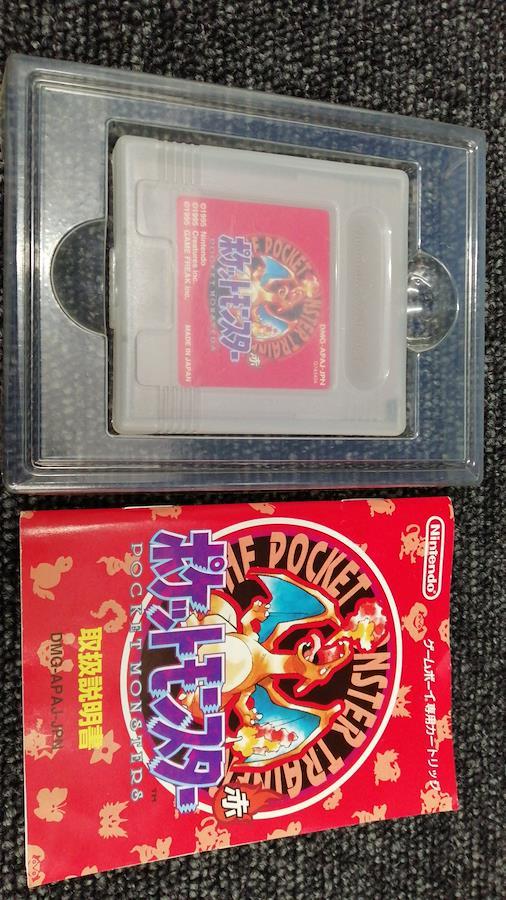 THE POCKET MONSTER TRAINER
ポケットモンスター
赤
POCKET MONSTERS
DMG-APAJ-JPN
©1995 Nintendo
©1995 Creatures inc.
©1995 GAME FREAK inc.
MADE IN JAPAN
Nintendo
ゲームボーイ専用カートリッジ
THE POCKET MONSTER TRAINER
ポケットモンスター
赤
TM
POCKET MONSTERS
取扱説明書
DMG-APAJ-JPN